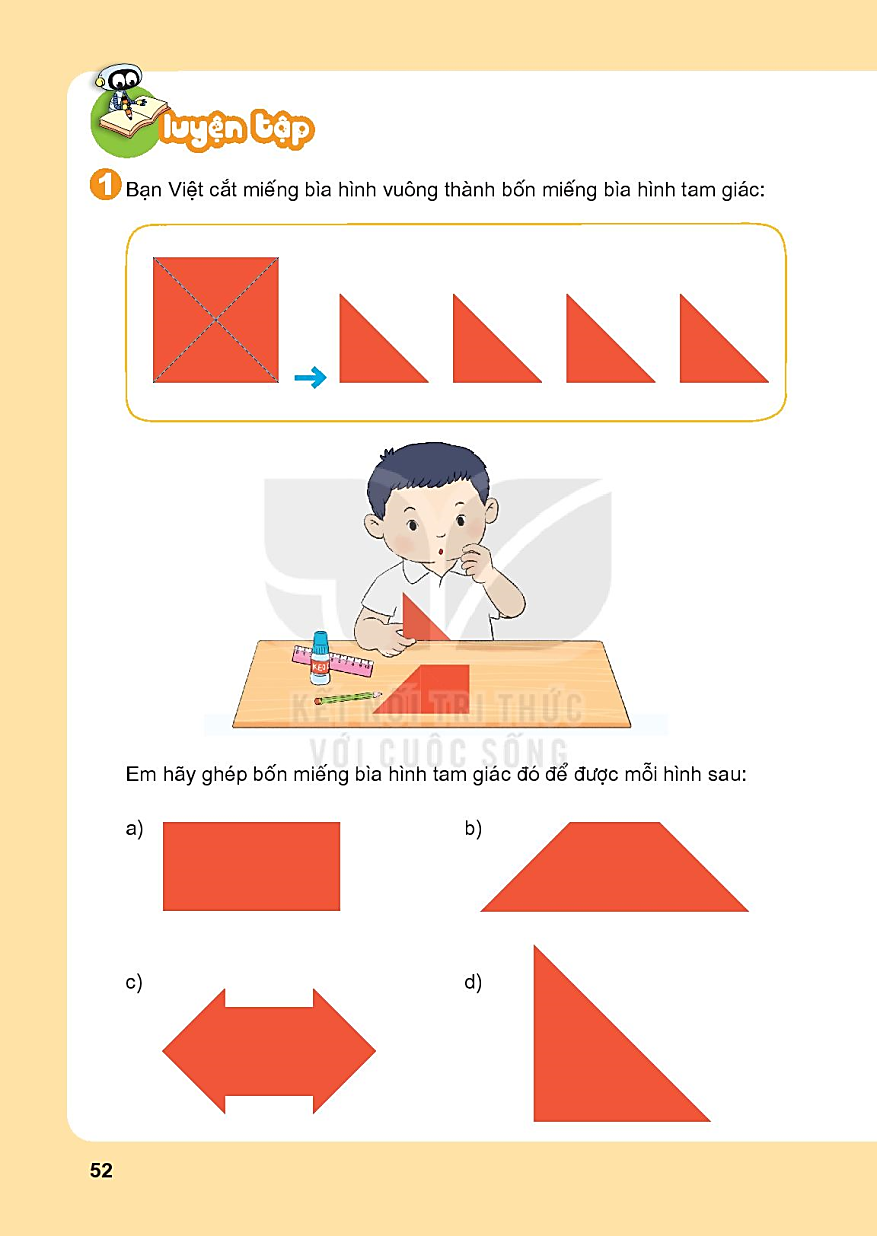 luyện tập
1 Bạn Việt cắt miếng bìa hình vuông thành bốn miếng bìa hình tam giác:
KEO
KẾT NỐI TRI THỨC
VỚI CUỘC SỐNG
Em hãy ghép bốn miếng bìa hình tam giác đó để được mỗi hình sau:
a) b)
c) d)
52